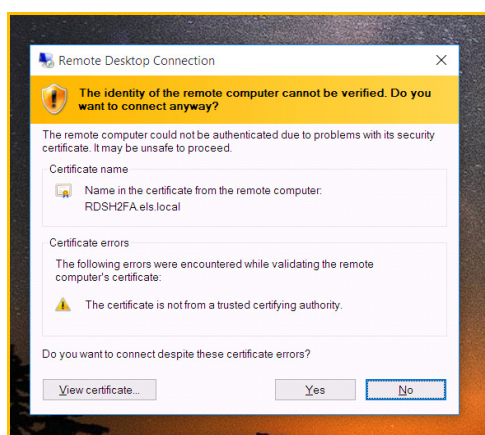 Remote Desktop Connection
The identity of the remote computer cannot be verified. Do you
want to connect anyway?
The remote computer could not be authenticated due to problems with its security
certificate. It may be unsafe to proceed.
Certificate name
Name in the certificate from the remote computer:
RDSH2FA.els.local
Certificate errors
The following errors were encountered while validating the remote
computer's certificate:
The certificate is not from a trusted certifying authority.
Do you want to connect despite these certificate errors?
View certificate...
Yes
No